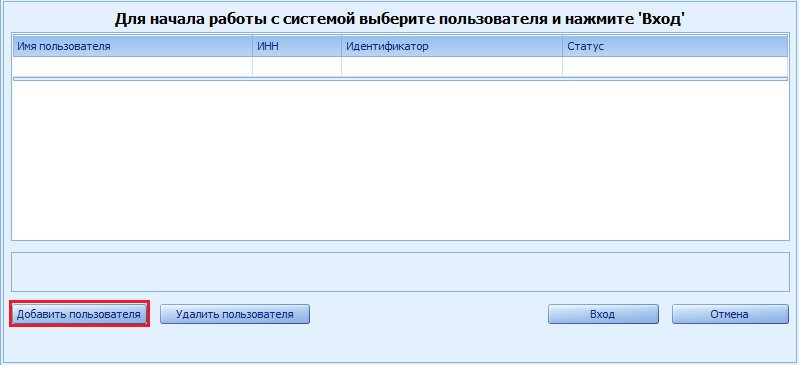 Для начала работы с системой выберите пользователя и нажмите 'Вход'
Имя пользователя ИНН Идентификатор Статус
Добавить пользователя Удалить пользователя Вход Отмена